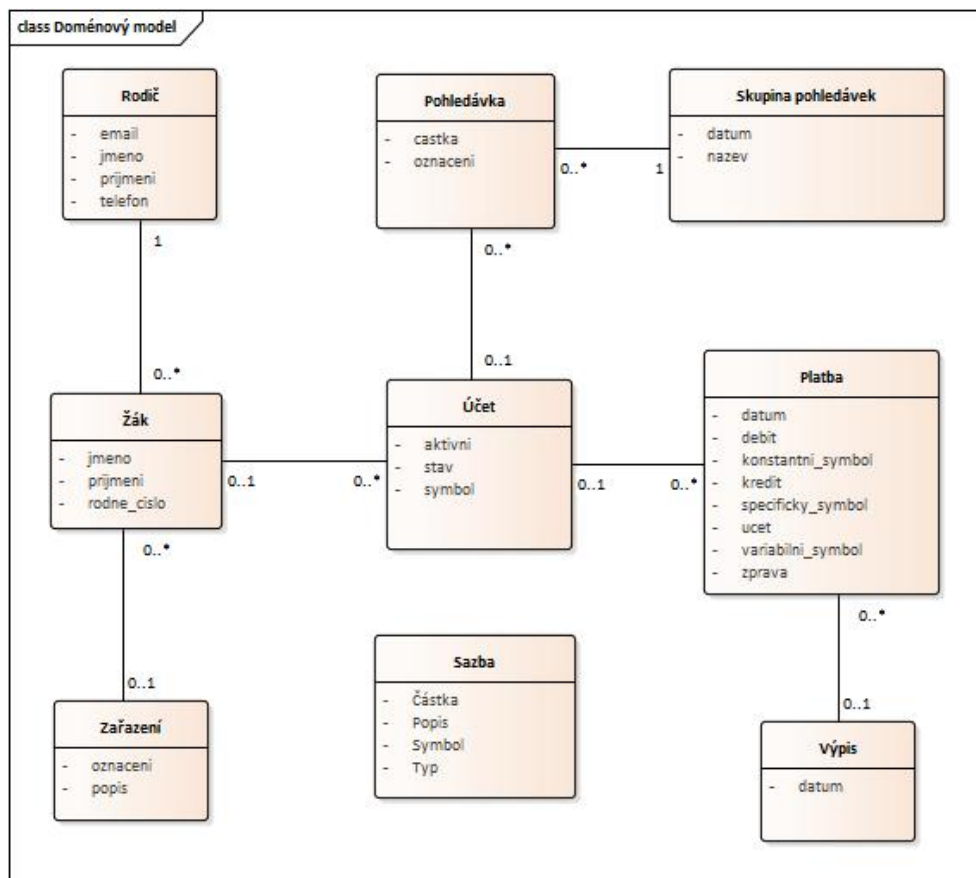 class Doménový model
Rodič
- email
- jmeno
- prijmeni
- telefon
Pohledávka
- castka
- oznaceni
Skupina pohledávek
- datum
- nazev
0..*
1
1
0..*
0..*
0..1
Žák
- jmeno
- prijmeni
- rodne_cislo
Účet
- aktivni
- stav
- symbol
Platba
- datum
- debit
- konstantni_symbol
- kredit
- specificky_symbol
- ucet
- variabilni_symbol
- zprava
0..1
0..*
0..1
0..*
0..*
0..1
0..*
0..1
Zařazení
- oznaceni
- popis
Sazba
- Částka
- Popis
- Symbol
- Typ
Výpis
- datum